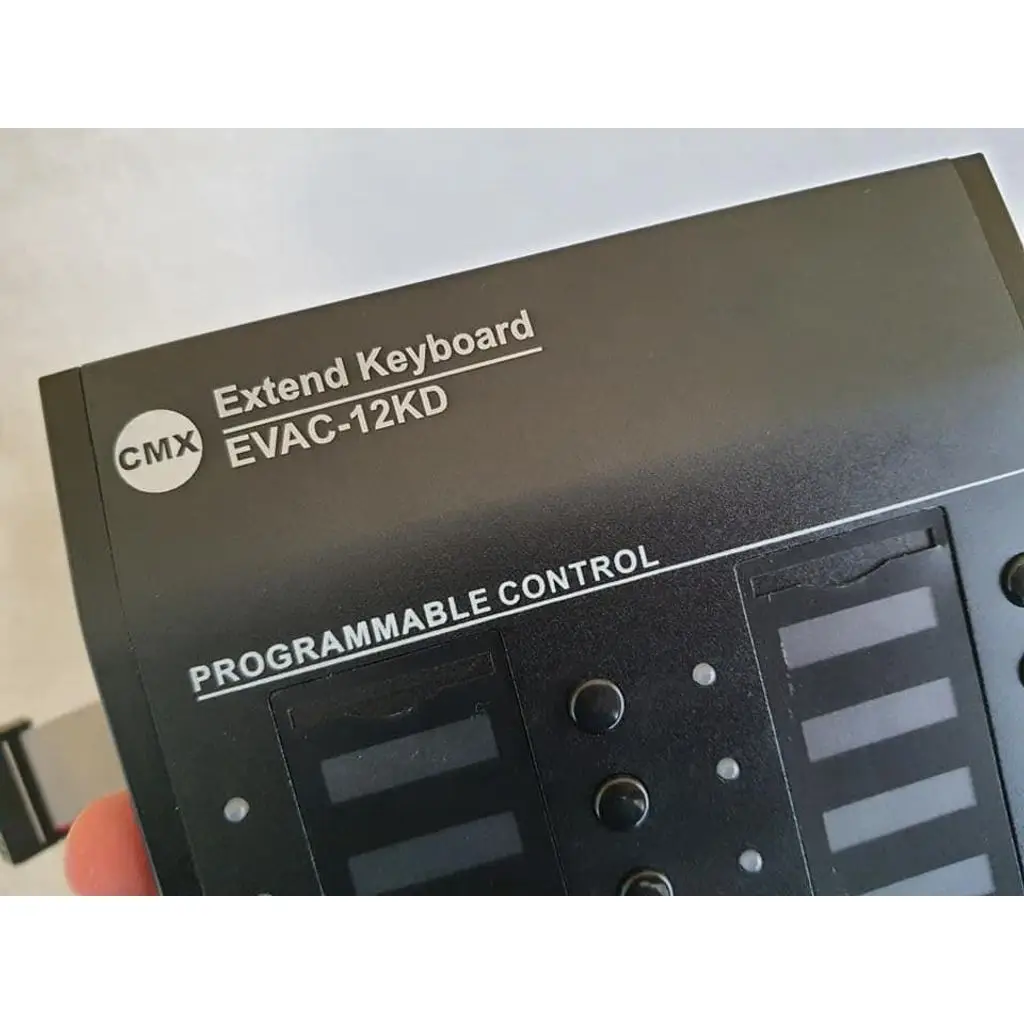 CMX
Extend Keyboard
EVAC-12KD
PROGRAMMABLE CONTROL